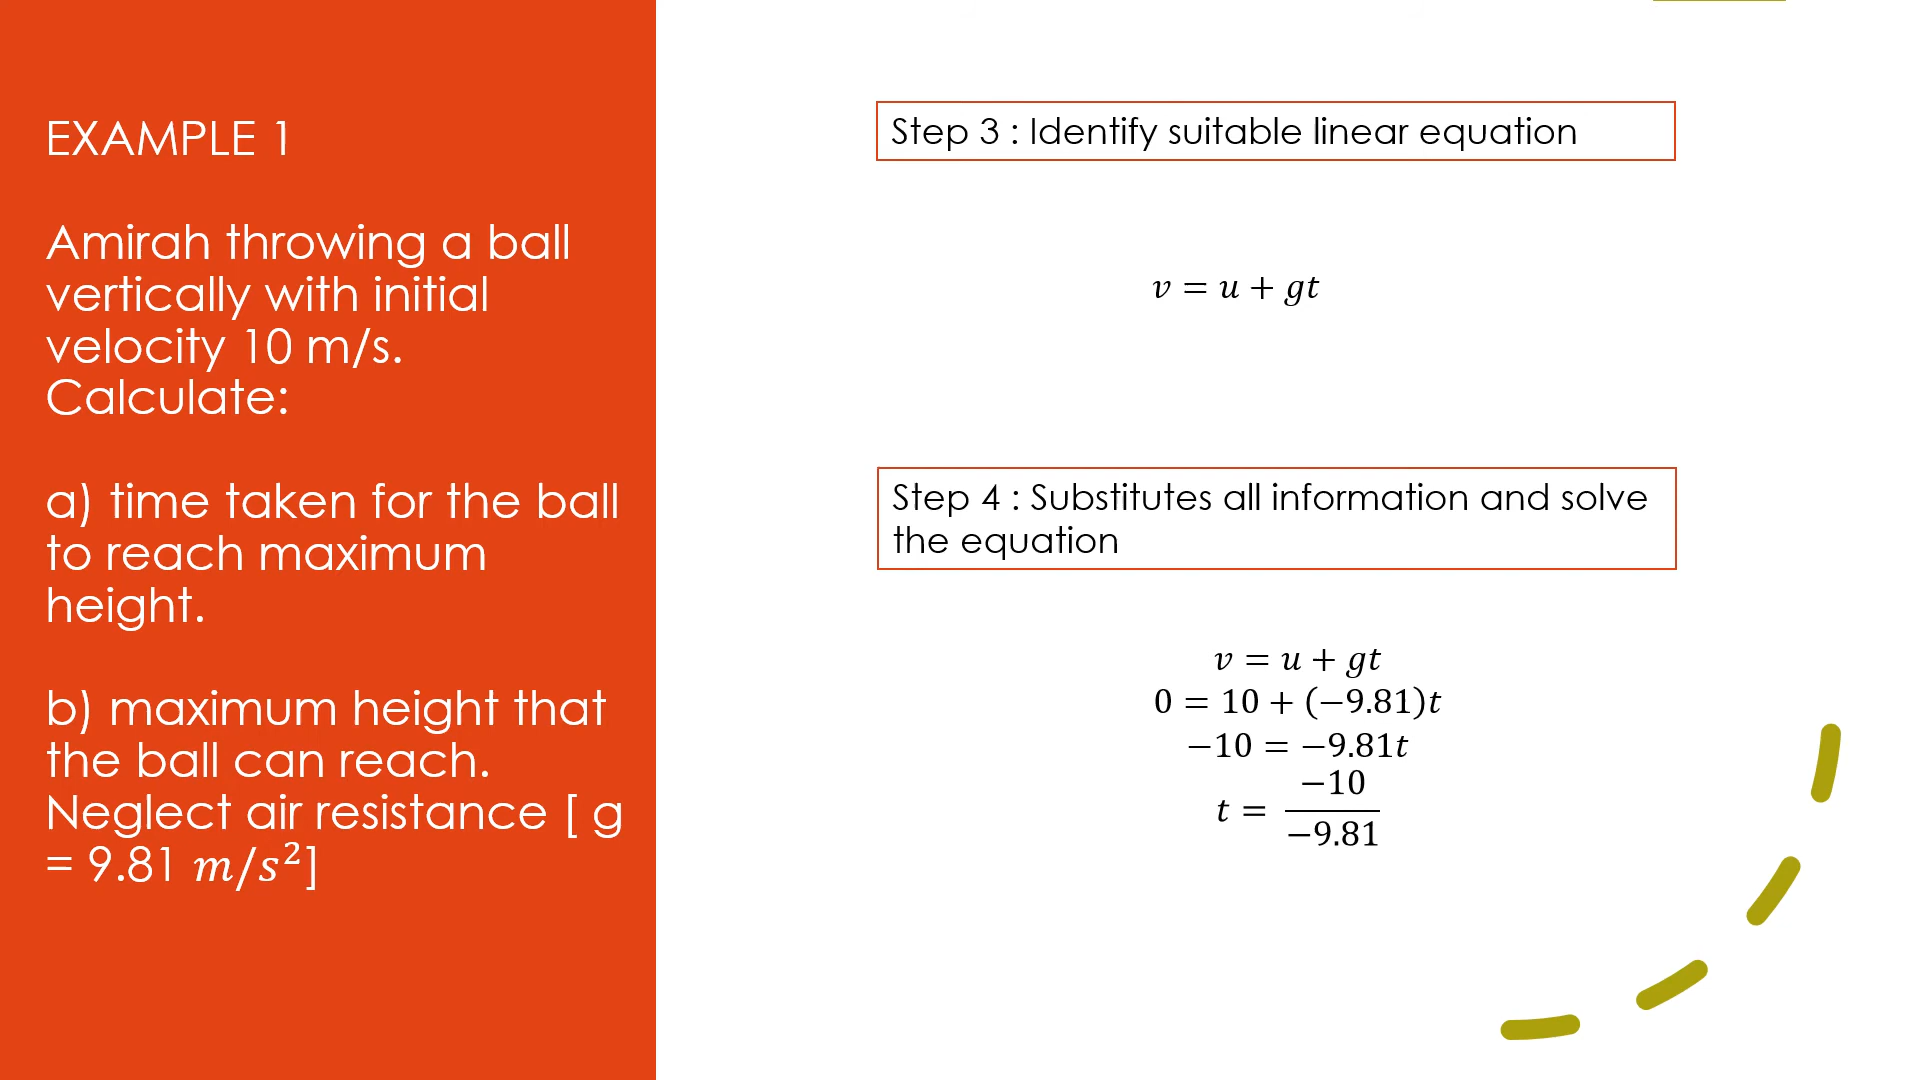 EXAMPLE 1
Amirah throwing a ball
vertically with initial
velocity 10 m/s.
Calculate:
a) time taken for the ball
to reach maximum
height.
b) maximum height that
the ball can reach.
Neglect air resistance [ g
= 9.81 m/s²]
Step 3 : Identify suitable linear equation
v = u + gt
Step 4 : Substitutes all information and solve
the equation
v = u + gt
0 = 10 + (−9.81)t
−10 = −9.81t
t = −10/−9.81